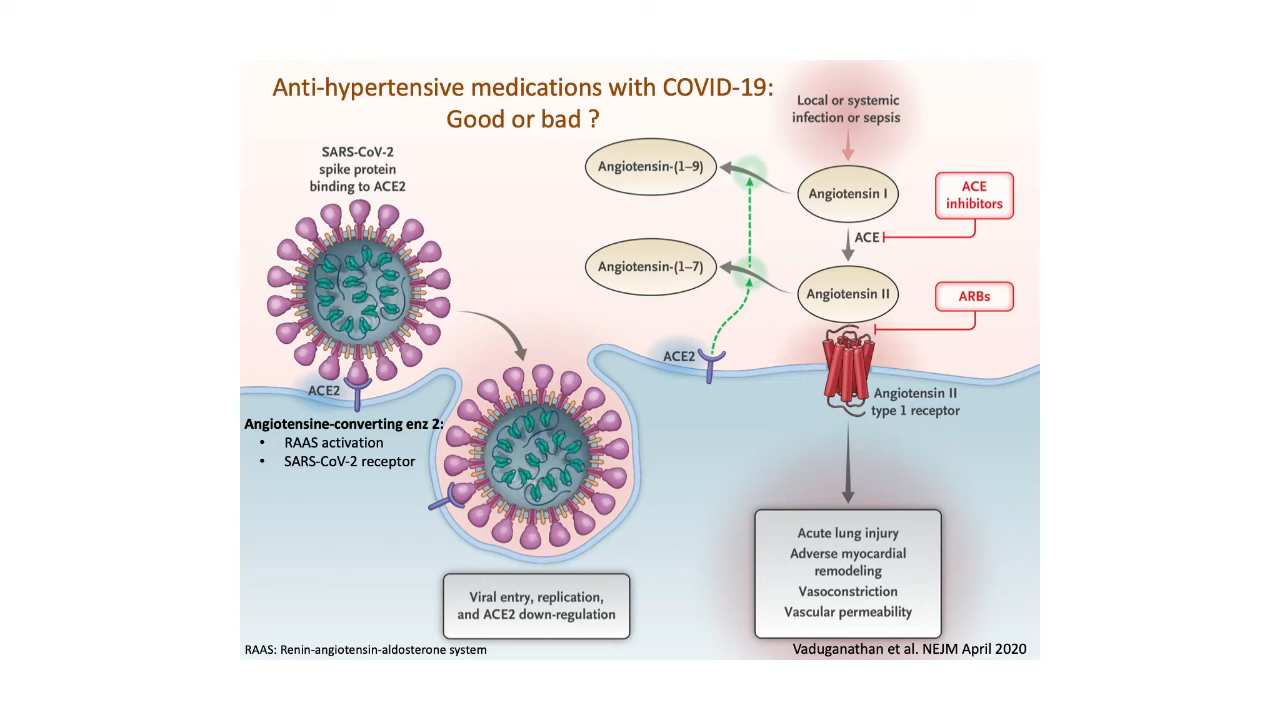 Anti-hypertensive medications with COVID-19:
Good or bad ?
Local or systemic
infection or sepsis
SARS-CoV-2
spike protein
binding to ACE2
Angiotensin-(1–9)
Angiotensin I
ACE
inhibitors
ACE
Angiotensin-(1–7)
Angiotensin II
ARBs
ACE2
ACE2
Angiotensin II
type 1 receptor
Angiotensine-converting enz 2:
• RAAS activation
• SARS-CoV-2 receptor
Acute lung injury
Adverse myocardial
remodeling
Vasoconstriction
Vascular permeability
Viral entry, replication,
and ACE2 down-regulation
RAAS: Renin-angiotensin-aldosterone system
Vaduganathan et al. NEJM April 2020